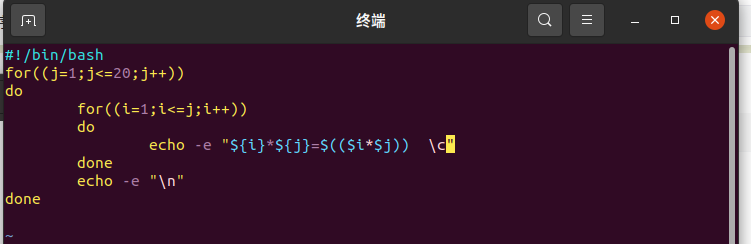 终端
#!/bin/bash
for((j=1;j<=20;j++))
do
        for((i=1;i<=j;i++))
        do
                echo -e "${i}*${j}=$(($i*$j))  \c"
        done
        echo -e "\n"
done
~